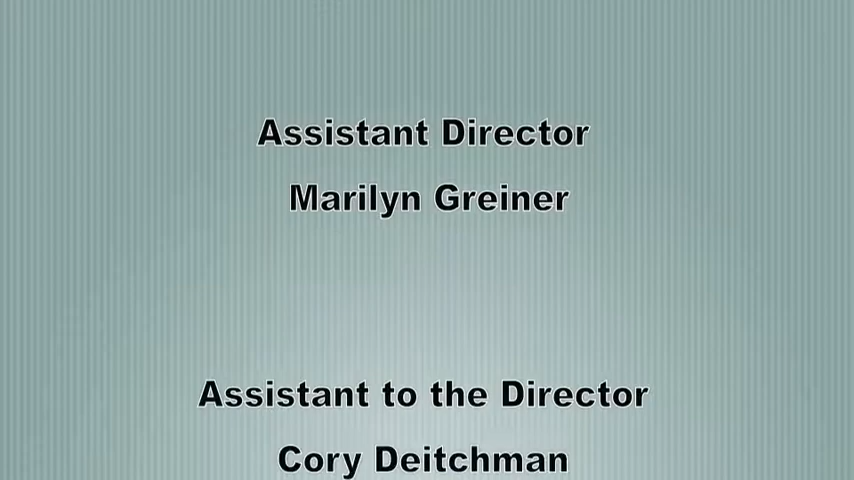 Assistant Director
Marilyn Greiner
Assistant to the Director
Cory Deitchman